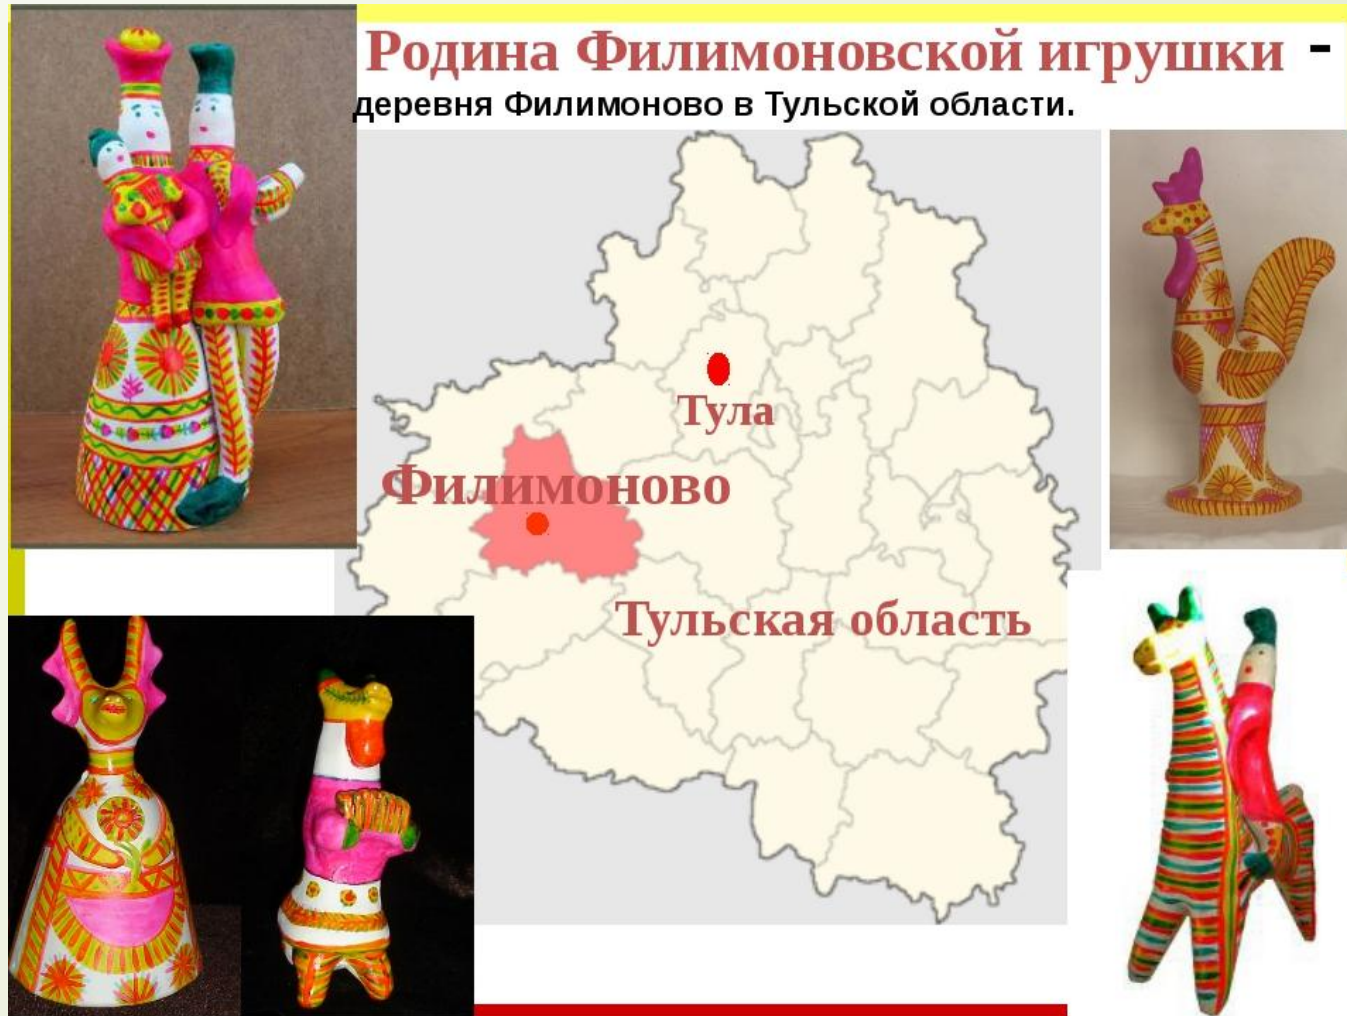 Родина Филимоновской игрушки -
деревня Филимоново в Тульской области.
Тула
Филимоново
Тульская область